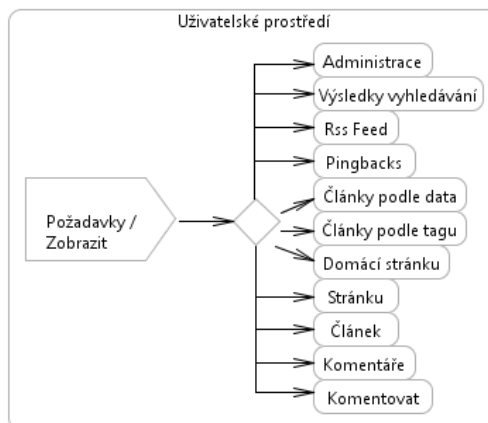 Uživatelské prostředí
Administrace
Výsledky vyhledávání
Rss Feed
Pingbacks
Požadavky /
Zobrazit
Články podle data
Články podle tagu
Domácí stránku
Stránku
Článek
Komentáře
Komentovat